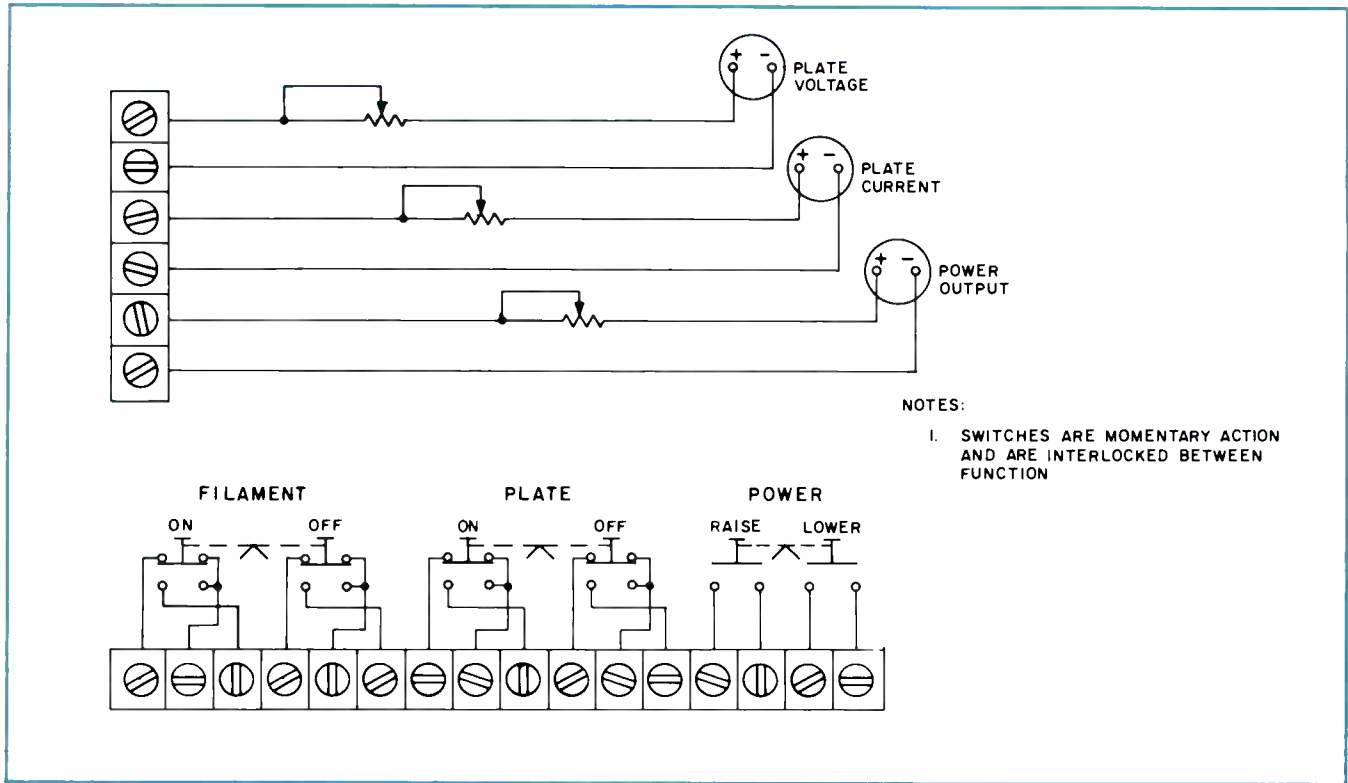 + -
PLATE
VOLTAGE
+ -
PLATE
CURRENT
+ -
POWER
OUTPUT
NOTES:
1. SWITCHES ARE MOMENTARY ACTION
AND ARE INTERLOCKED BETWEEN
FUNCTION
FILAMENT PLATE POWER
ON OFF ON OFF RAISE LOWER